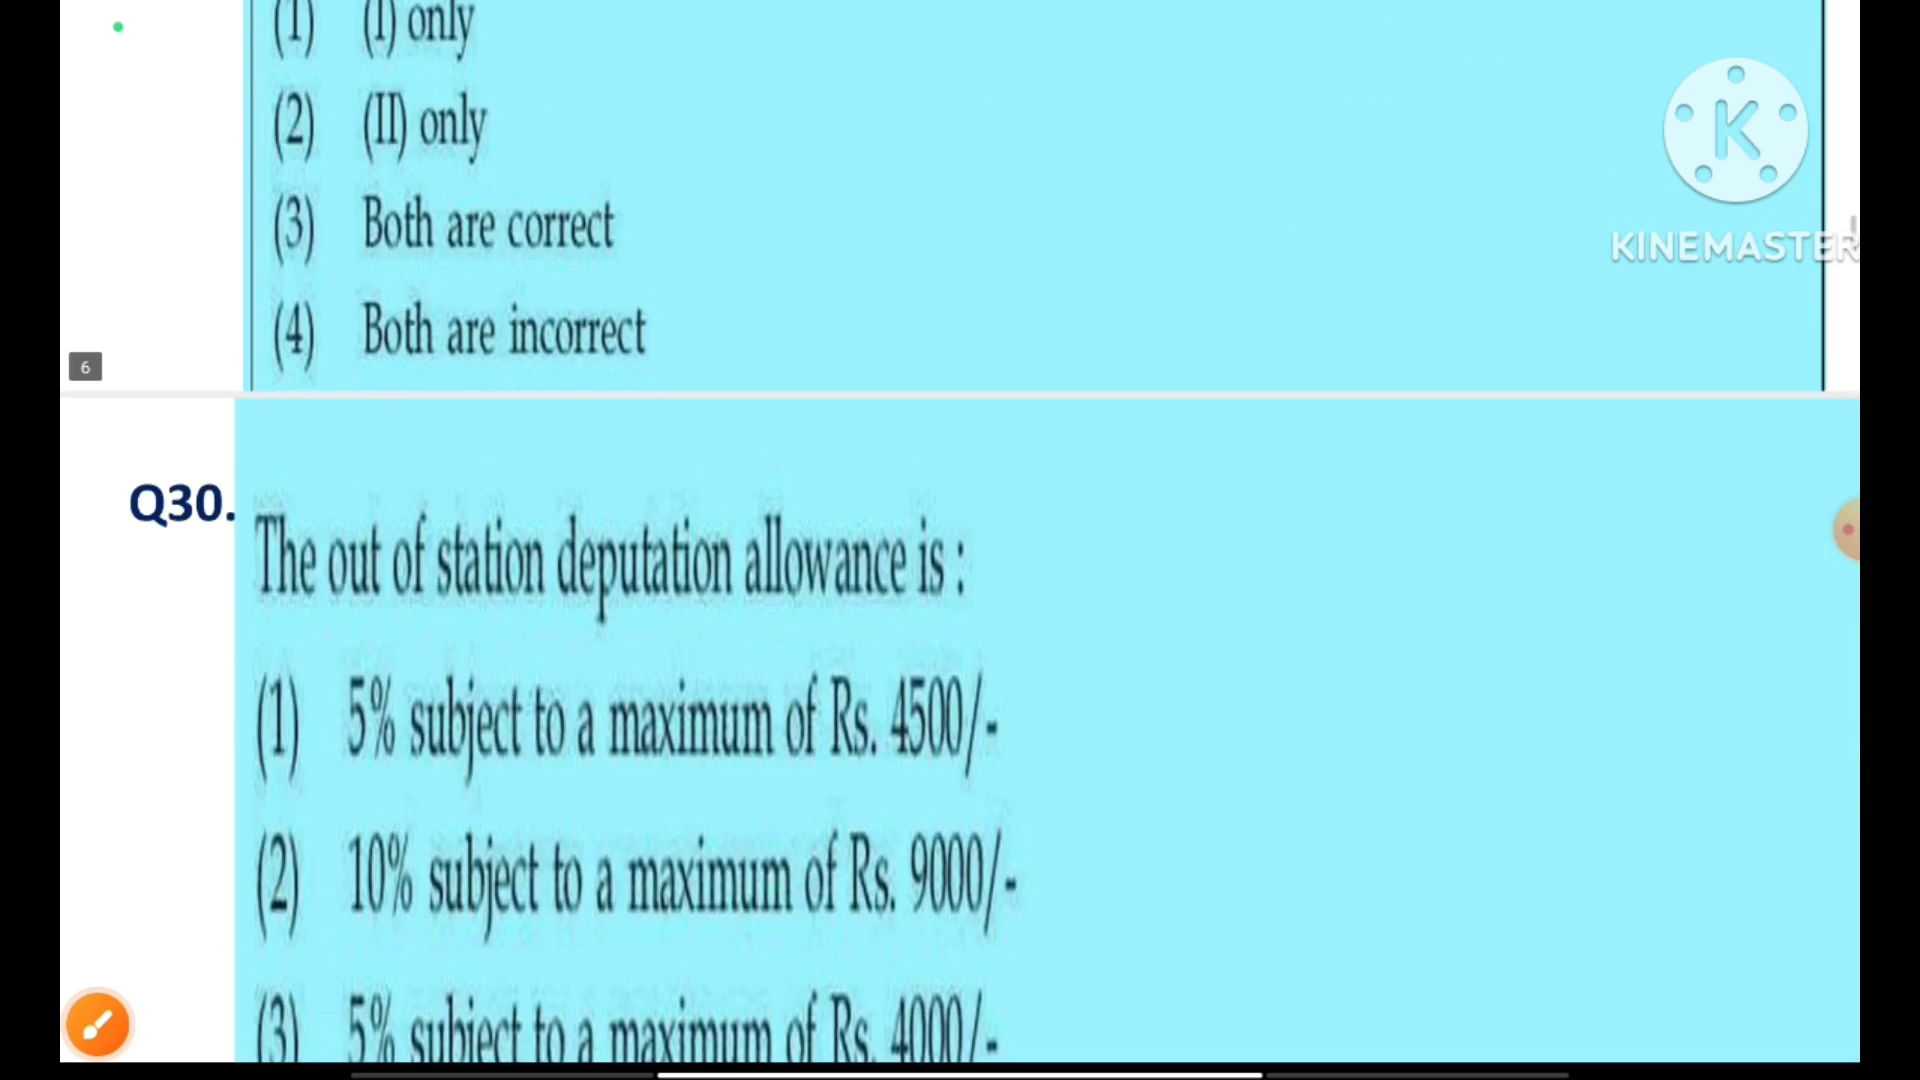 (1) (I) only
(2) (II) only
(3) Both are correct
(4) Both are incorrect
K
KINEMASTER
6
Q30.
The out of station deputation allowance is :
(1) 5% subject to a maximum of Rs. 4500/-
(2) 10% subject to a maximum of Rs. 9000/-
(3) 5% subject to a maximum of Rs. 4000/-